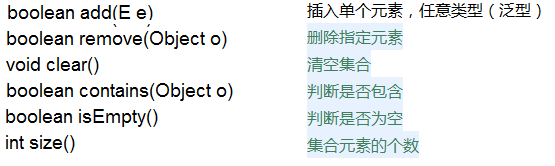 boolean add(E e) 插入单个元素，任意类型（泛型）
boolean remove(Object o) 删除指定元素
void clear() 清空集合
boolean contains(Object o) 判断是否包含
boolean isEmpty() 判断是否为空
int size() 集合元素的个数